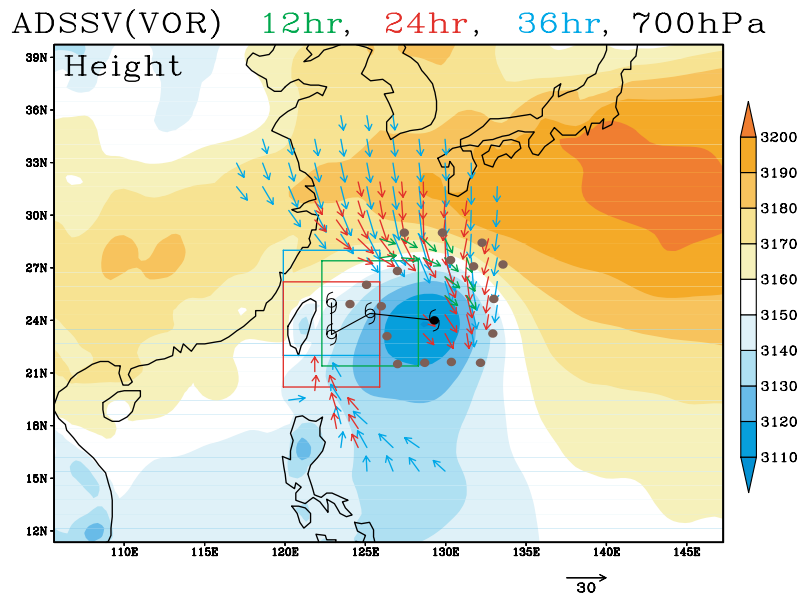 ADSSV(VOR) 12hr, 24hr, 36hr, 700hPa
Height
39N
36N
33N
30N
27N
24N
21N
18N
15N
12N
110E 115E 120E 125E 130E 135E 140E 145E
3200
3190
3180
3170
3160
3150
3140
3130
3120
3110
30